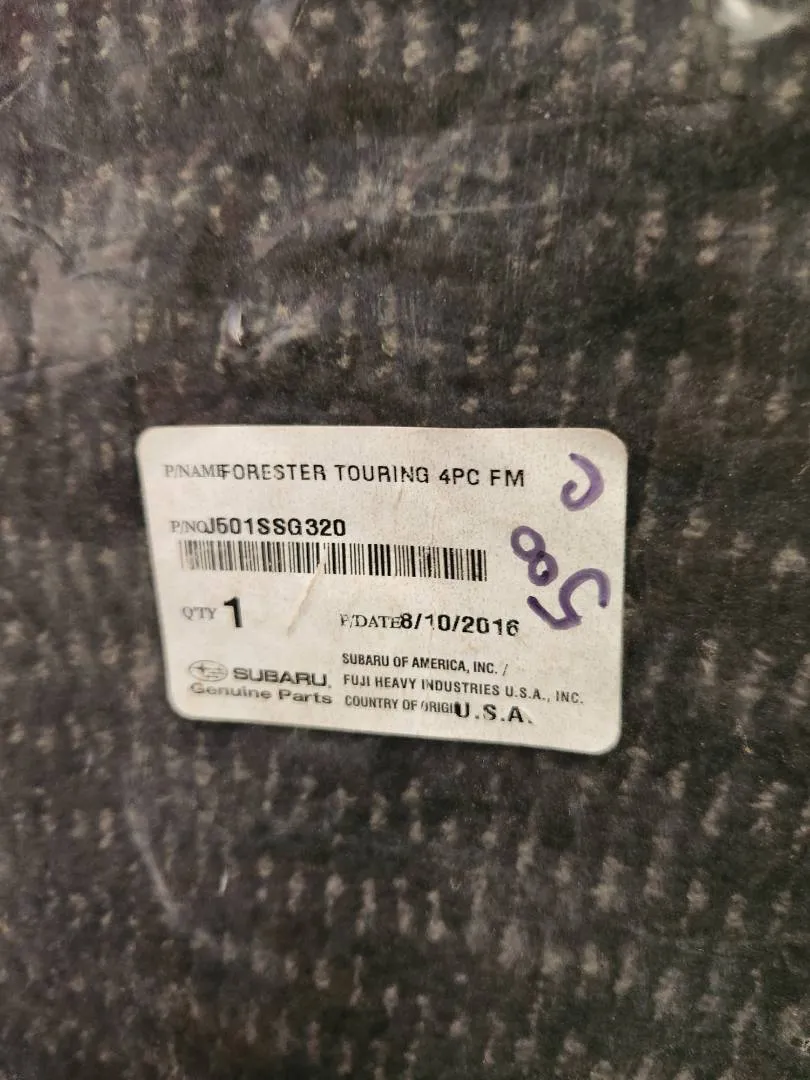 P/NAME FORESTER TOURING 4PC FM
P/NO J501SSG320
Q'TY 1
P/DATE 8/10/2016
SUBARU.
Genuine Parts
SUBARU OF AMERICA, INC. /
FUJI HEAVY INDUSTRIES U.S.A., INC.
COUNTRY OF ORIGIN U.S.A.